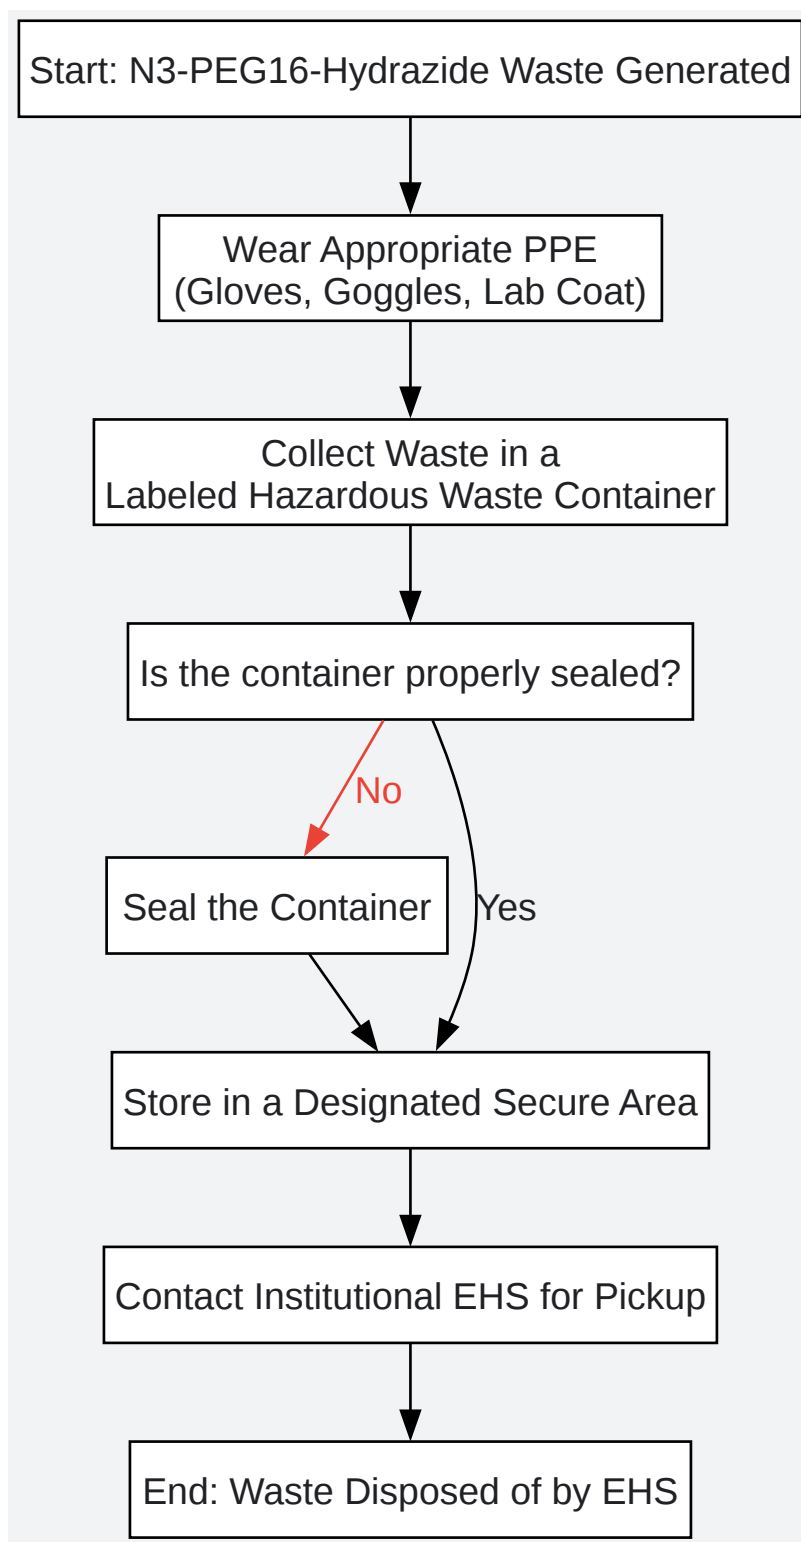 Start: N3-PEG16-Hydrazide Waste Generated
Wear Appropriate PPE
(Gloves, Goggles, Lab Coat)
Collect Waste in a
Labeled Hazardous Waste Container
Is the container properly sealed?
No
Seal the Container
Yes
Store in a Designated Secure Area
Contact Institutional EHS for Pickup
End: Waste Disposed of by EHS